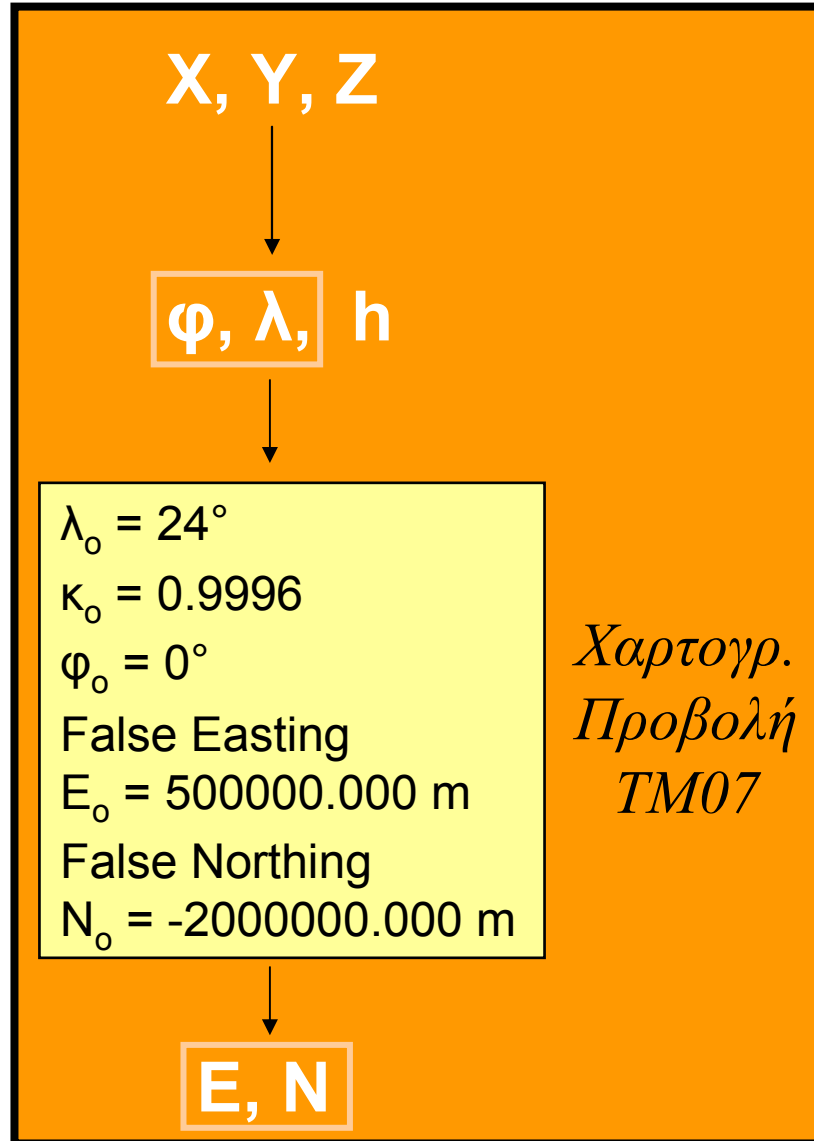 X, Y, Z
φ, λ, h
λo = 24°
κo = 0.9996
φo = 0°
False Easting
Eo = 500000.000 m
False Northing
No = -2000000.000 m
Χαρτογρ.
Προβολή
TM07
E, N